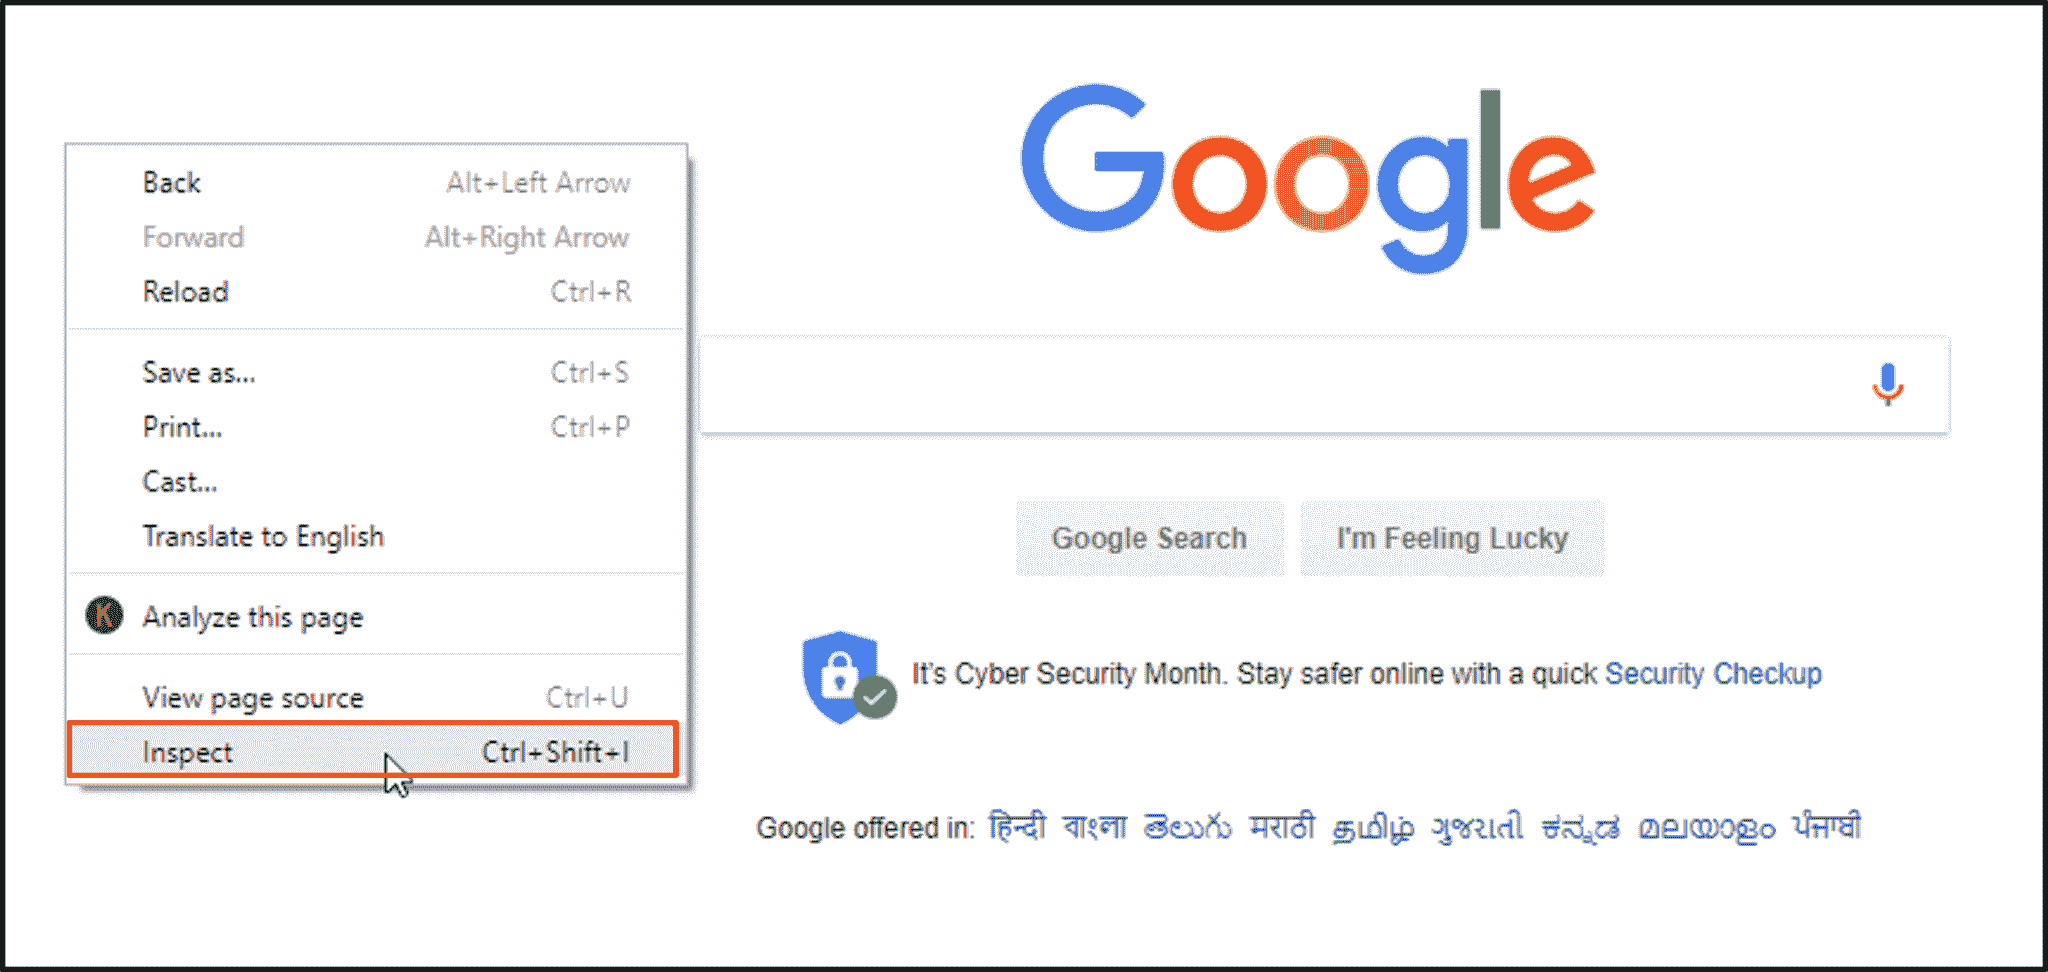 Google
Back Alt+Left Arrow
Forward Alt+Right Arrow
Reload Ctrl+R
Save as... Ctrl+S
Print... Ctrl+P
Cast...
Translate to English
K Analyze this page
View page source Ctrl+U
Inspect Ctrl+Shift+I
Google Search I'm Feeling Lucky
It's Cyber Security Month. Stay safer online with a quick Security Checkup
Google offered in: हिन्दी বাংলা తెలుగు मराठी தமிழ் ગુજરાતી ಕನ್ನಡ മലയാളം ਪੰਜਾਬੀ